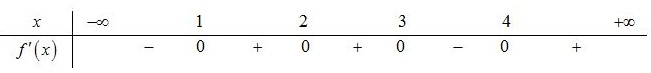 x −∞ 1 2 3 4 +∞
f′(x) − 0 + 0 + 0 − 0 +